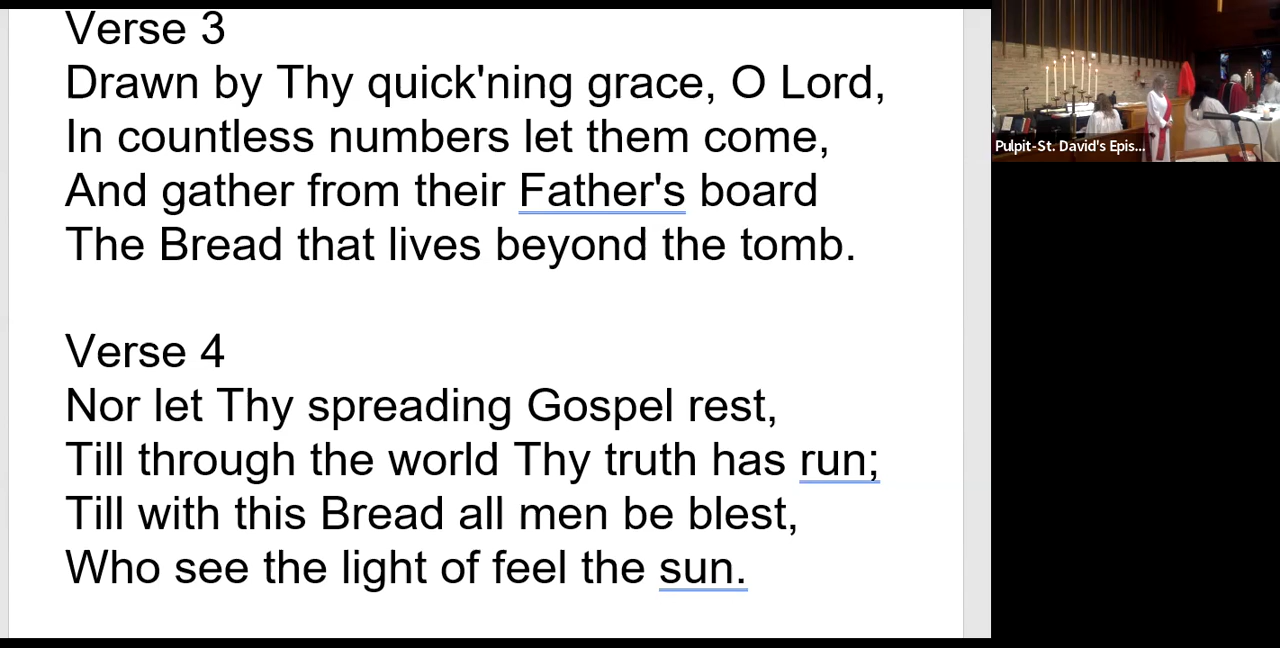 Verse 3
Drawn by Thy quick'ning grace, O Lord,
In countless numbers let them come,
And gather from their Father's board
The Bread that lives beyond the tomb.
Verse 4
Nor let Thy spreading Gospel rest,
Till through the world Thy truth has run;
Till with this Bread all men be blest,
Who see the light of feel the sun.
Pulpit-St. David's Epis...